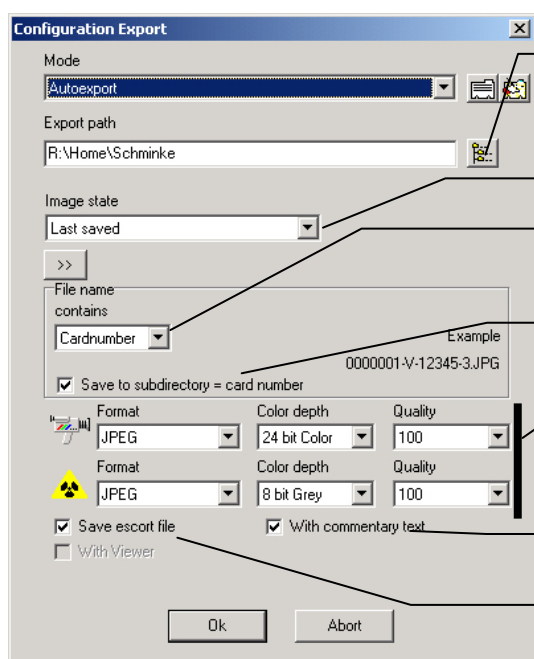 Configuration Export
Mode
Autoexport
Export path
R:\Home\Schminke
Image state
Last saved
>>
File name
contains
Cardnumber
Example
0000001-V-12345-3.JPG
Save to subdirectory = card number
Format Color depth Quality
JPEG 24 bit Color 100
Format Color depth Quality
JPEG 8 bit Grey 100
Save escort file With commentary text
With Viewer
Ok Abort